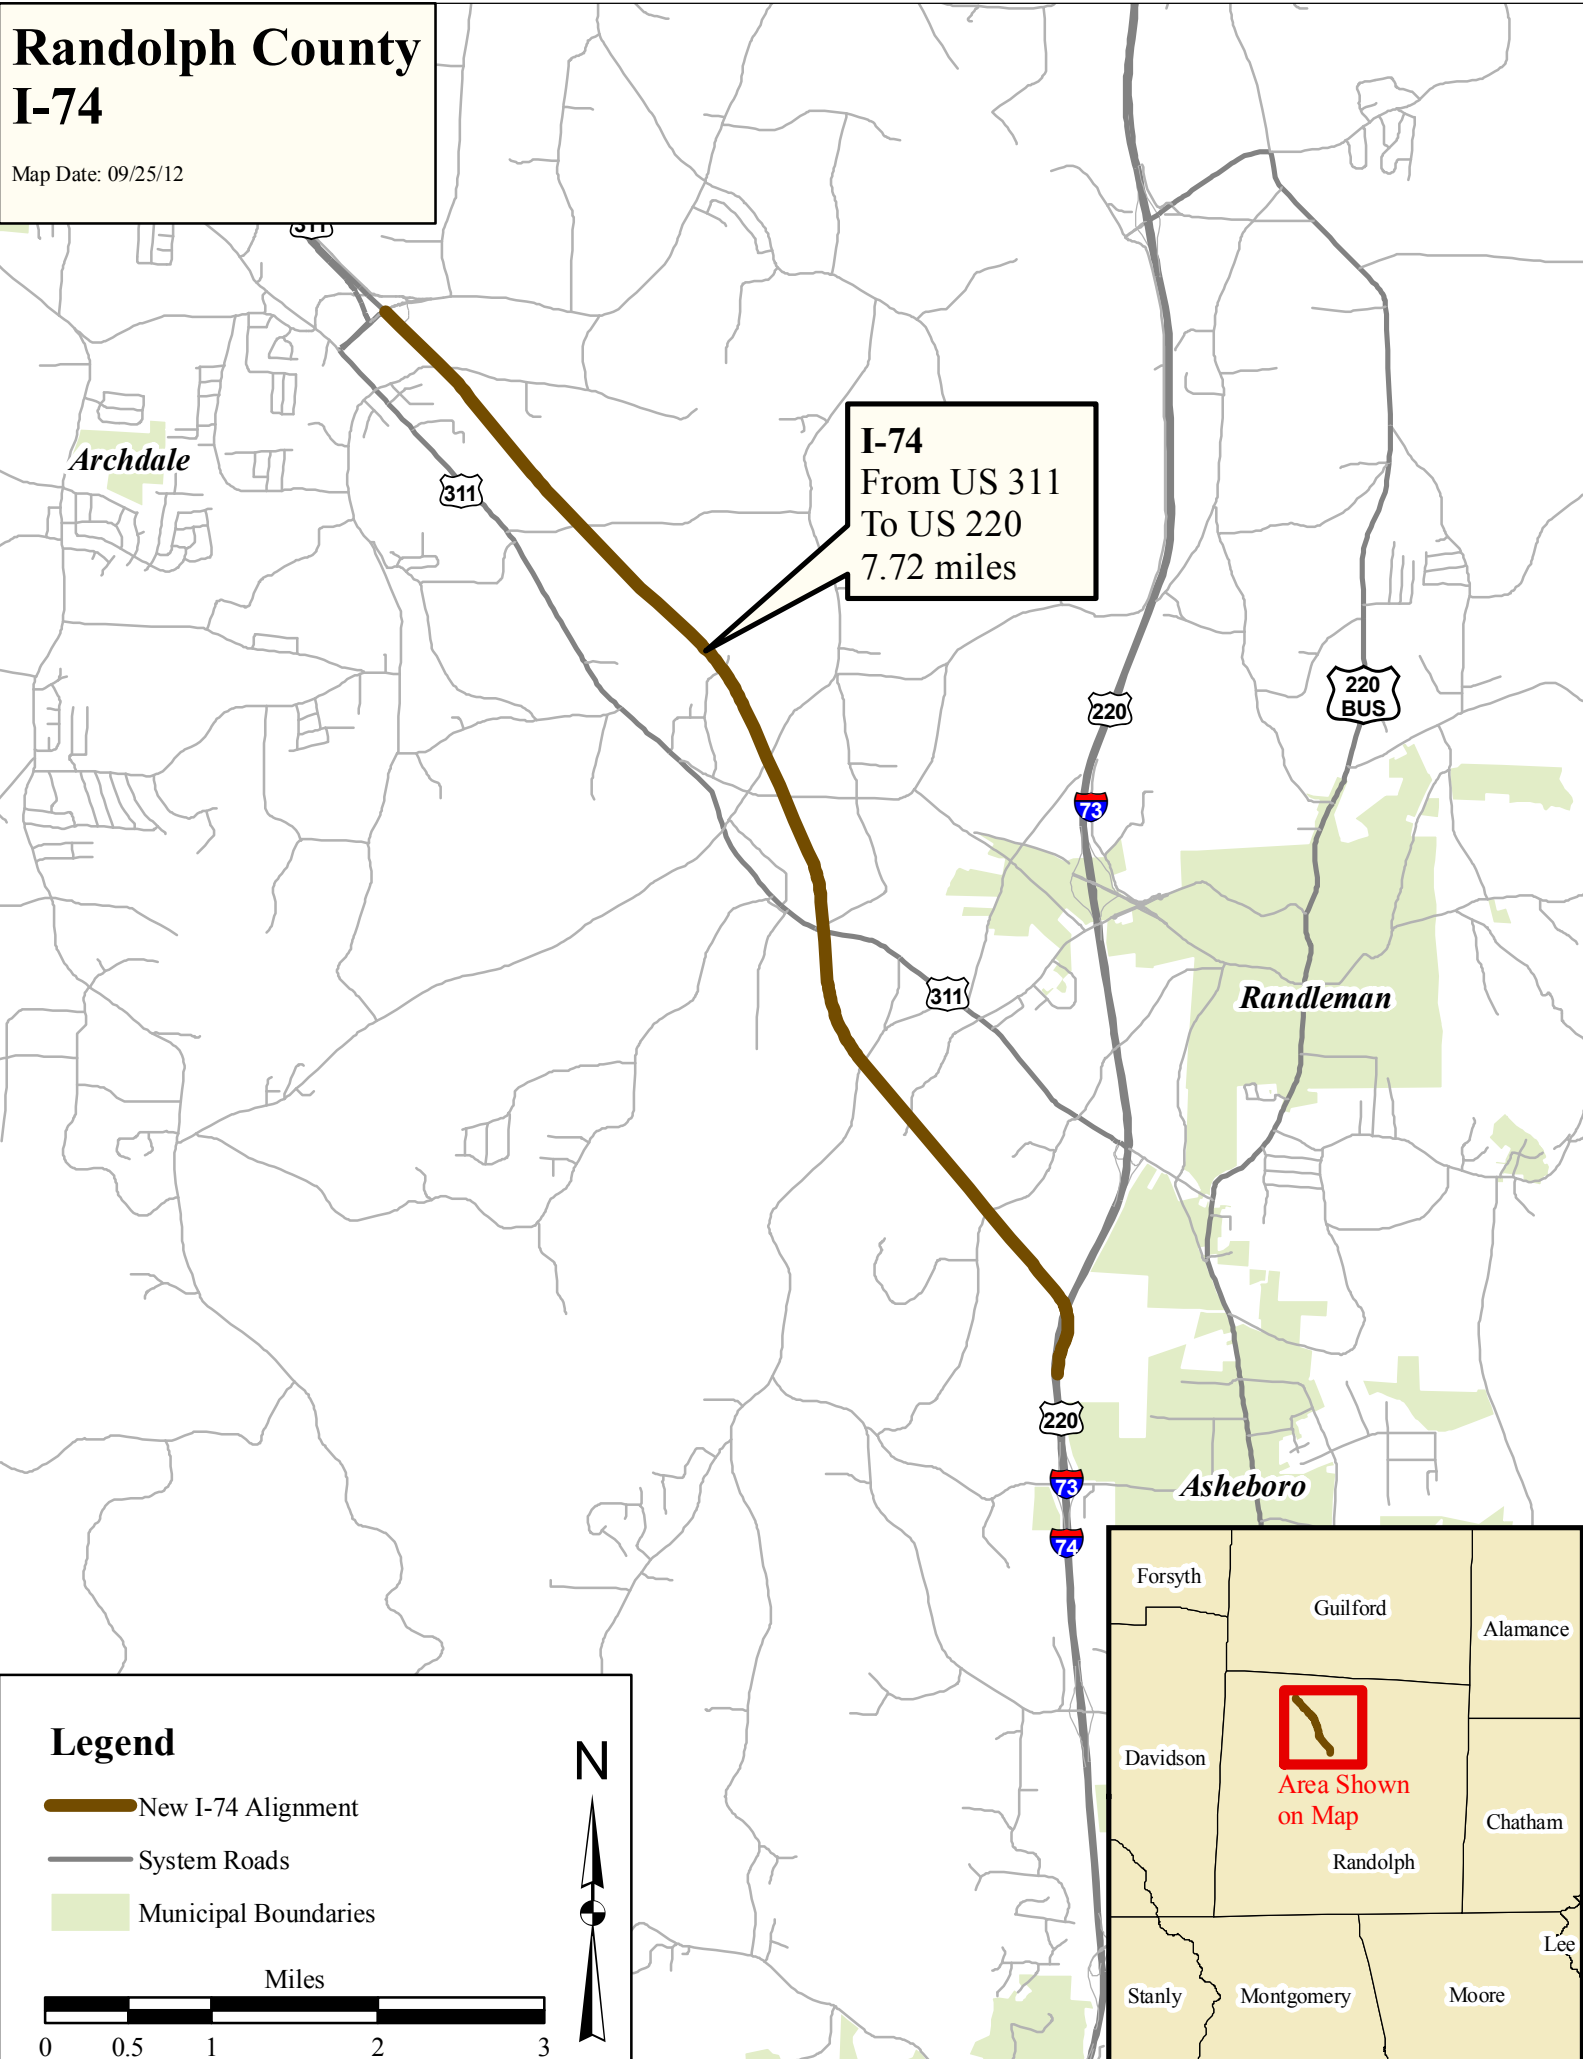 Randolph County
I-74
Map Date: 09/25/12
311
Archdale
311
I-74
From US 311
To US 220
7.72 miles
220
220
BUS
73
311
Randleman
220
73
74
Asheboro
Legend
N
New I-74 Alignment
System Roads
Municipal Boundaries
Miles
0 0.5 1 2 3
Forsyth
Guilford
Alamance
Davidson
Area Shown
on Map
Chatham
Randolph
Lee
Stanly
Montgomery
Moore